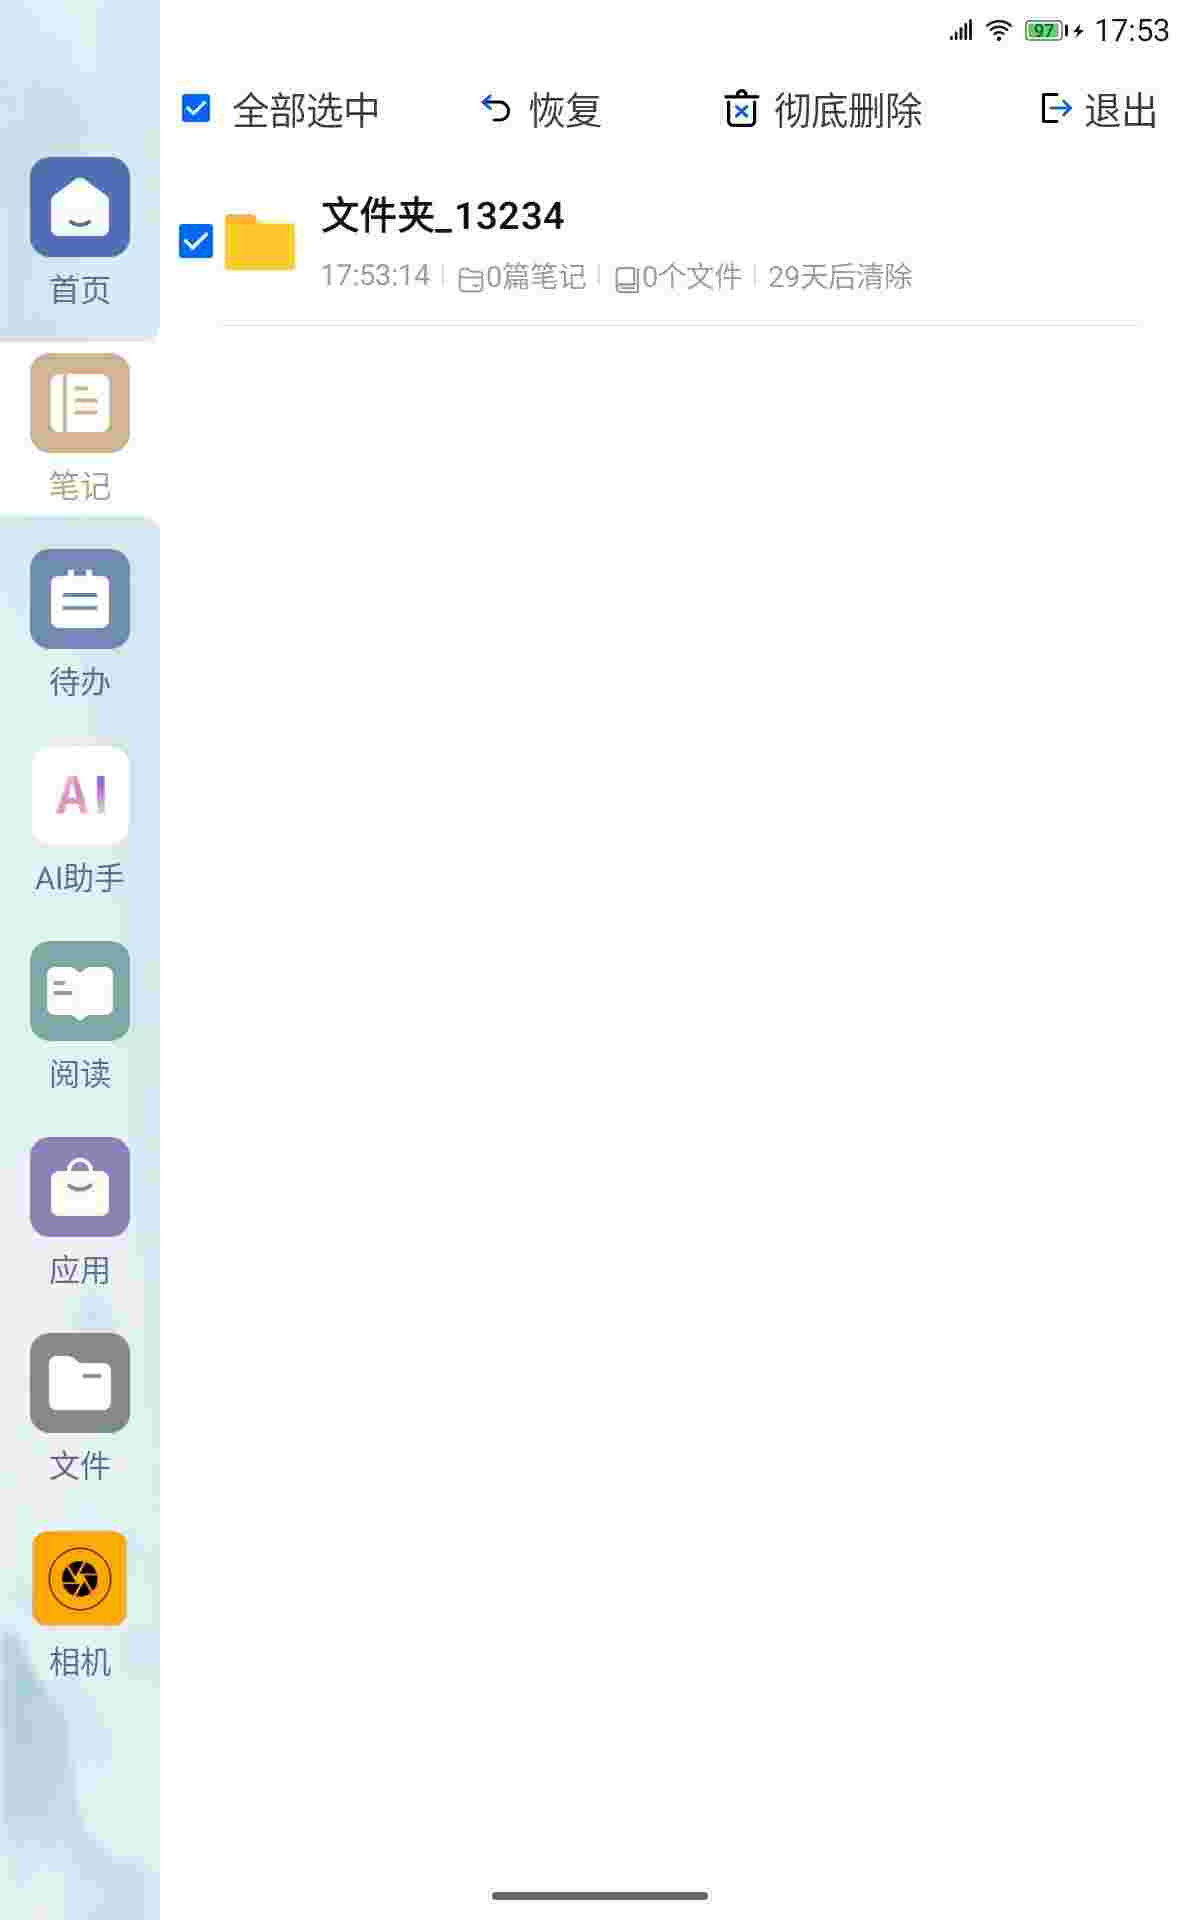 97 17:53
全部选中 恢复 彻底删除 退出
文件夹_13234
17:53:14 0篇笔记 0个文件 29天后清除
首页
笔记
待办
AI
AI助手
阅读
应用
文件
相机